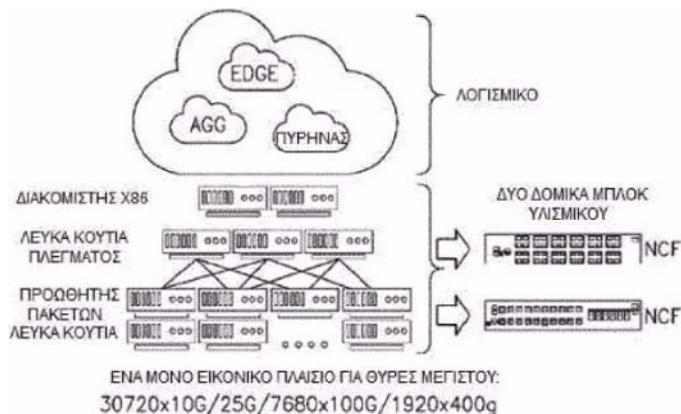 EDGE
AGG
ΠΥΡΗΝΑΣ
ΛΟΓΙΣΜΙΚΟ
ΔΙΑΚΟΜΙΣΤΗΣ X86
ΔΥΟ ΔΟΜΙΚΑ ΜΠΛΟΚ
ΥΛΙΣΜΙΚΟΥ
ΛΕΥΚΑ ΚΟΥΤΙΑ
ΠΛΕΓΜΑΤΟΣ
NCF
ΠΡΟΩΘΗΤΗΣ
ΠΑΚΕΤΩΝ
ΛΕΥΚΑ ΚΟΥΤΙΑ
NCF
ΕΝΑ ΜΟΝΟ ΕΙΚΟΝΙΚΟ ΠΛΑΙΣΙΟ ΓΙΑ ΘΥΡΕΣ ΜΕΓΙΣΤΟΥ:
30720x10G/25G/7680x100G/1920x400g